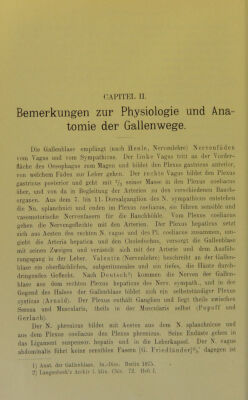 CAPITEL II.
Bemerkungen zur Physiologie und Ana-
tomie der Gallenwege.
Die Gallenblase empfängt (nach Henle, Nervenlehre) Nervenfäden
vom Vagus und vom Sympathicus. Der linke Vagus tritt an der Vorder-
fläche des Oesophagus zum Magen und bildet den Plexus gastricus anterior,
von welchem Fäden zur Leber gehen. Der rechte Vagus bildet den Plexus
gastricus posterior und geht mit ⅔ seiner Masse in den Plexus coeliacus
über, und von da in Begleitung der Arterien zu den verschiedenen Bauch-
organen. Aus dem 7. bis 11. Dorsalganglion des N. sympathicus entstehen
die Nn. splanchnici und enden im Plexus coeliacus, sie führen sensible und
vasomotorische Nervenfasern für die Bauchhöhle. Vom Plexus coeliacus
gehen die Nervengeflechte mit den Arterien. Der Plexus hepaticus setzt
sich aus Aesten des rechten N. vagus und des Pl. coeliacus zusammen, um-
giebt die Arteria hepatica und den Choledochus, versorgt die Gallenblase
mit seinen Zweigen und verzweigt sich mit der Arterie und dem Ausfüh-
rungsgang in der Leber. Valentin (Nervenlehre) beschreibt an der Gallen-
blase ein oberflächliches, subperitoneales und ein tiefes, die Häute durch-
dringendes Geflecht. Nach Deutsch¹) kommen die Nerven der Gallen-
blase aus dem rechten Plexus hepaticus des Nerv. sympath., und in der
Gegend des Halses der Gallenblase bildet sich ein selbstständiger Plexus
cysticus (Arnold). Der Plexus enthält Ganglien und liegt theils zwischen
Serosa und Muscularis, theils in der Muscularis selbst (Popoff und
Gerlach).
Der N. phrenicus bildet mit Aesten aus dem N. splanchnicus und
aus dem Plexus coeliacus den Plexus phrenicus. Seine Endäste gehen in
das Ligament. suspensor. hepatis und in die Leberkapsel. Der N. vagus
abdominalis führt keine sensiblen Fasern [G. Friedländer²)], dagegen ist
1) Anat. der Gallenblase. In.-Diss. Berlin 1875.
2) Langenbeck's Archiv f. klin. Chir. 72. Heft 1.